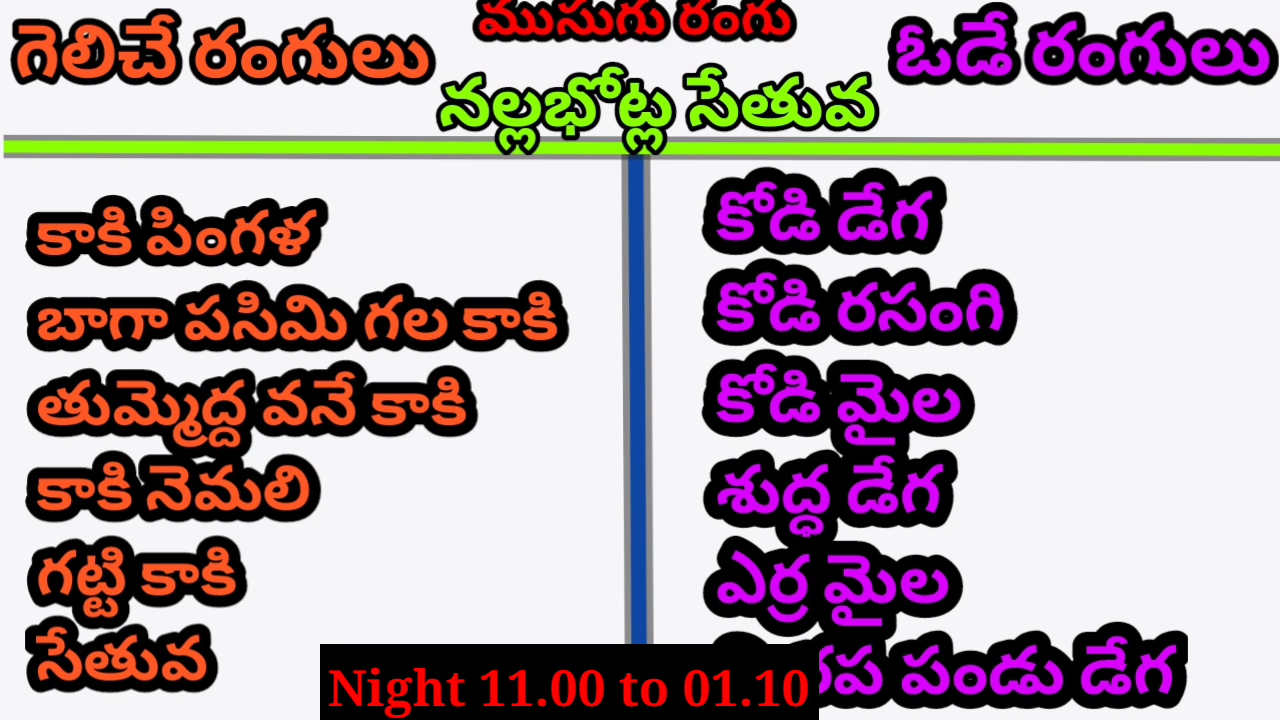 గెలిచే రంగులు
ముసుగు రంగు
ఓడే రంగులు
నల్లభోట్ల సేతువ
కాకి పింగళ
బాగా పసిమి గల కాకి
తుమ్మెద్ద వనే కాకి
కాకి నెమలి
గట్టి కాకి
సేతువ
కోడి డేగ
కోడి రసంగి
కోడి మైల
శుద్ధ డేగ
ఎర్ర మైల
పండు డేగ
Night 11.00 to 01.10